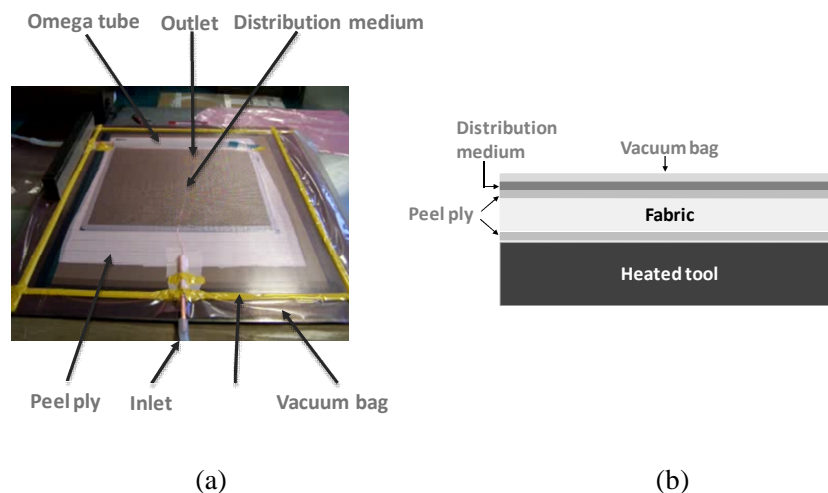 Omega tube
Outlet
Distribution medium
Peel ply
Inlet
Vacuum bag
(a)
Distribution
medium
Vacuum bag
Peel ply
Fabric
Heated tool
(b)